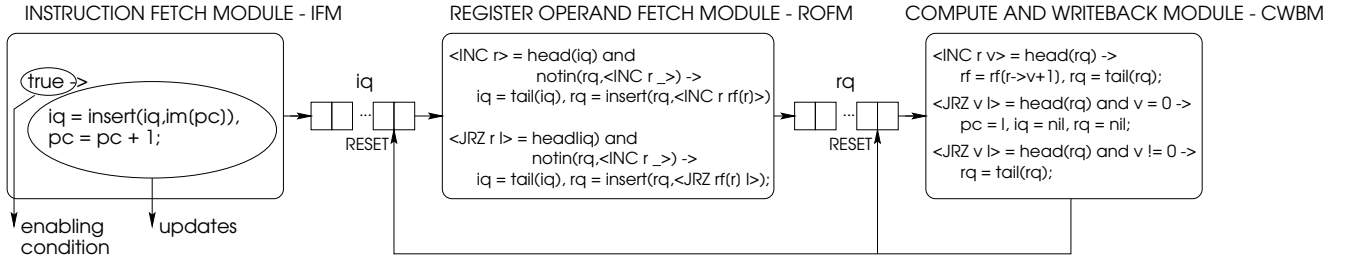 INSTRUCTION FETCH MODULE - IFM
REGISTER OPERAND FETCH MODULE - ROFM
COMPUTE AND WRITEBACK MODULE - CWBM
true ->
iq = insert(iq,im[pc]),
pc = pc + 1;
enabling
condition
updates
iq
...
RESET
<INC r> = head(iq) and
notin(rq,<INC r _>) ->
iq = tail(iq), rq = insert(rq,<INC r rf[r]>)
<JRZ r l> = head(iq) and
notin(rq,<INC r _>) ->
iq = tail(iq), rq = insert(rq,<JRZ rf[r] l>);
rq
...
RESET
<INC r v> = head(rq) ->
rf = rf[r->v+1], rq = tail(rq);
<JRZ v l> = head(rq) and v = 0 ->
pc = l, iq = nil, rq = nil;
<JRZ v l> = head(rq) and v != 0 ->
rq = tail(rq);